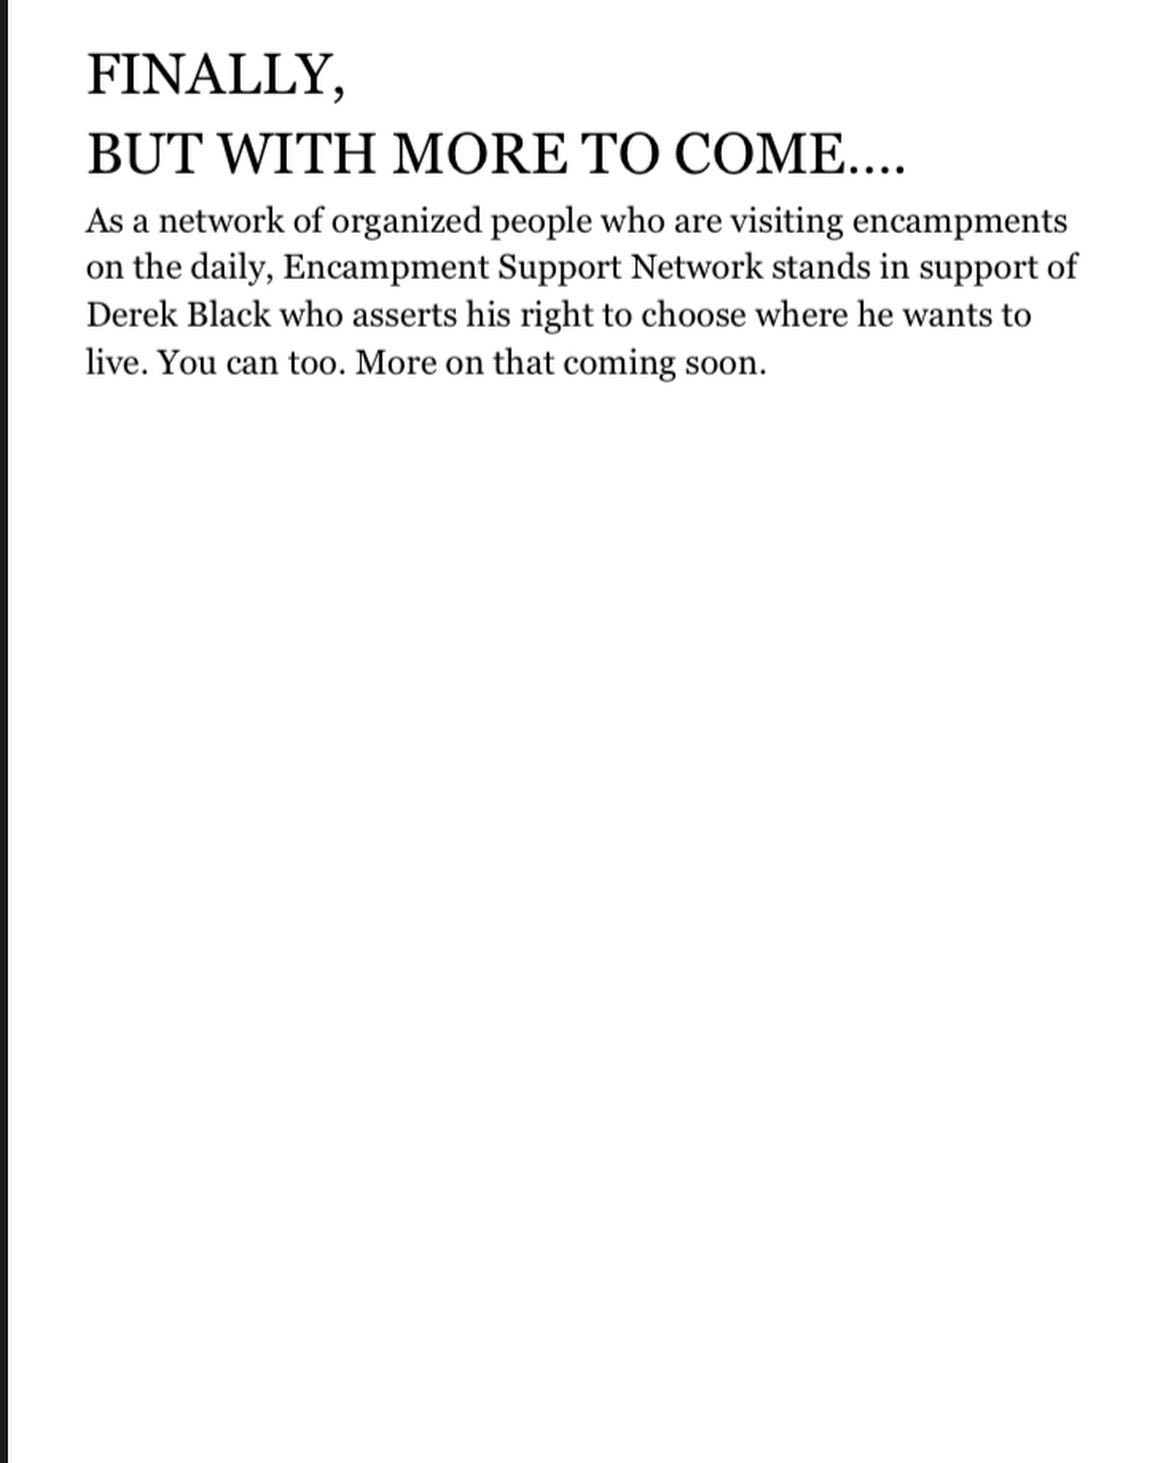 FINALLY,
BUT WITH MORE TO COME....
As a network of organized people who are visiting encampments
on the daily, Encampment Support Network stands in support of
Derek Black who asserts his right to choose where he wants to
live. You can too. More on that coming soon.